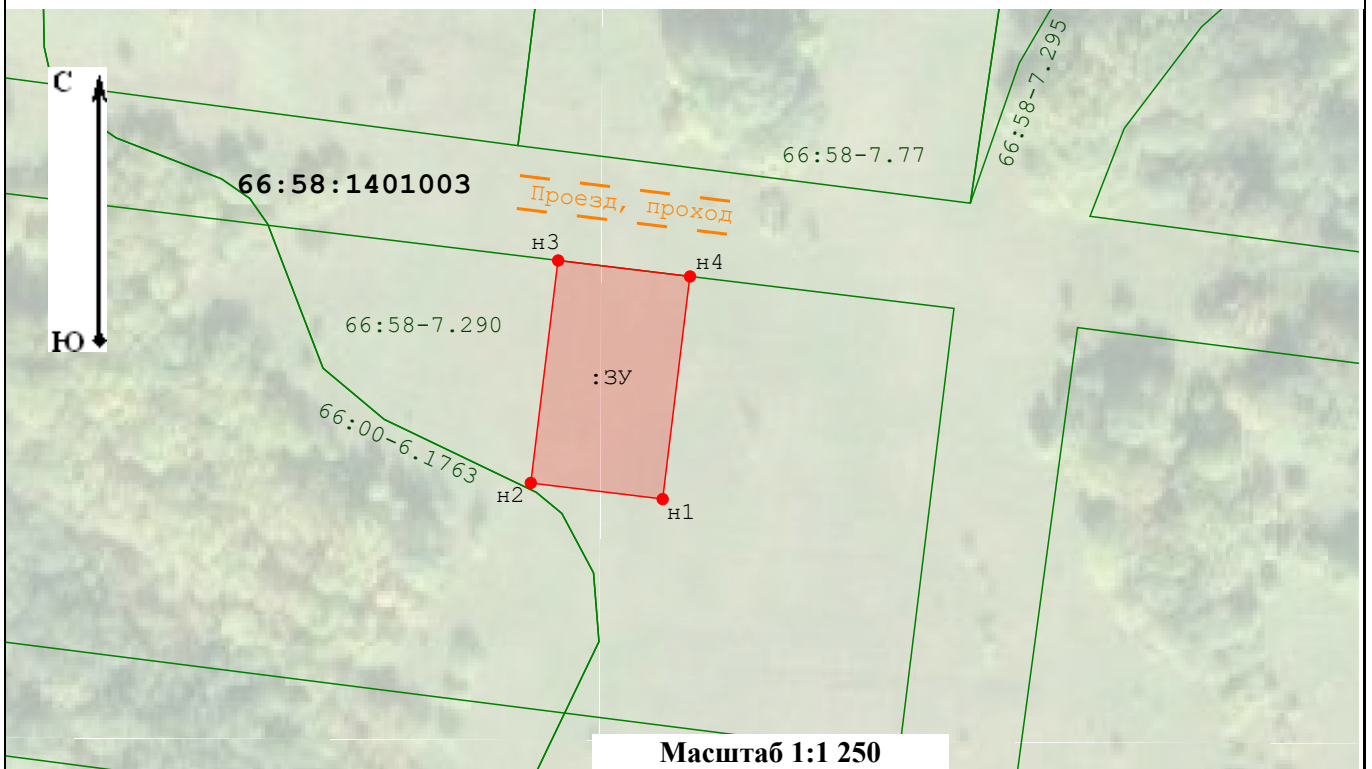 С
66:58-7.295
66:58-7.77
66:58:1401003
Проезд, проход
н3
н4
66:58-7.290
Ю
:ЗУ
66:00-6.1763
н2
н1
Масштаб 1:1 250